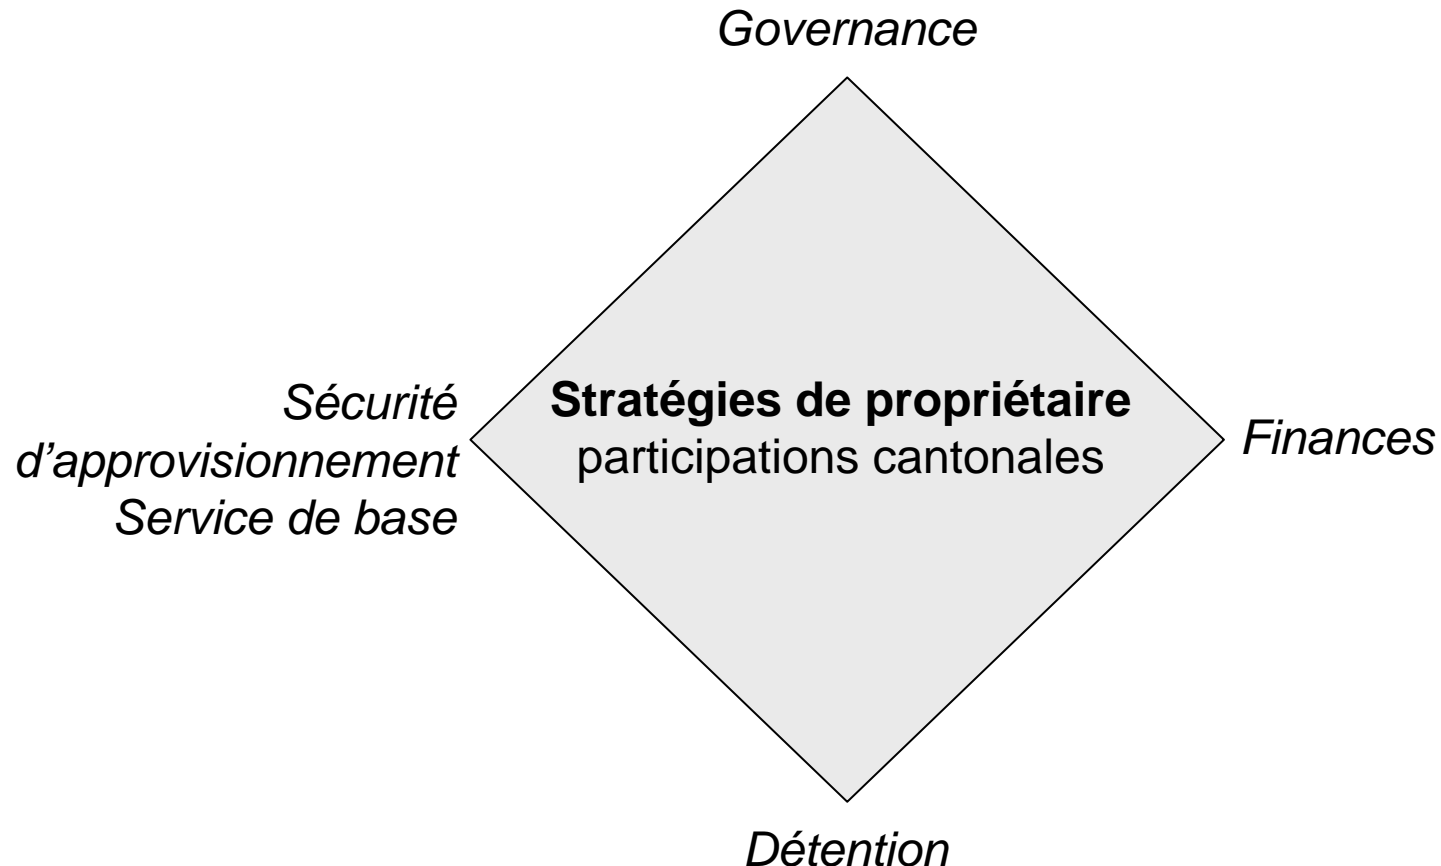 Governance
Sécurité
d’approvisionnement
Service de base
Stratégies de propriétaire
participations cantonales
Finances
Détention